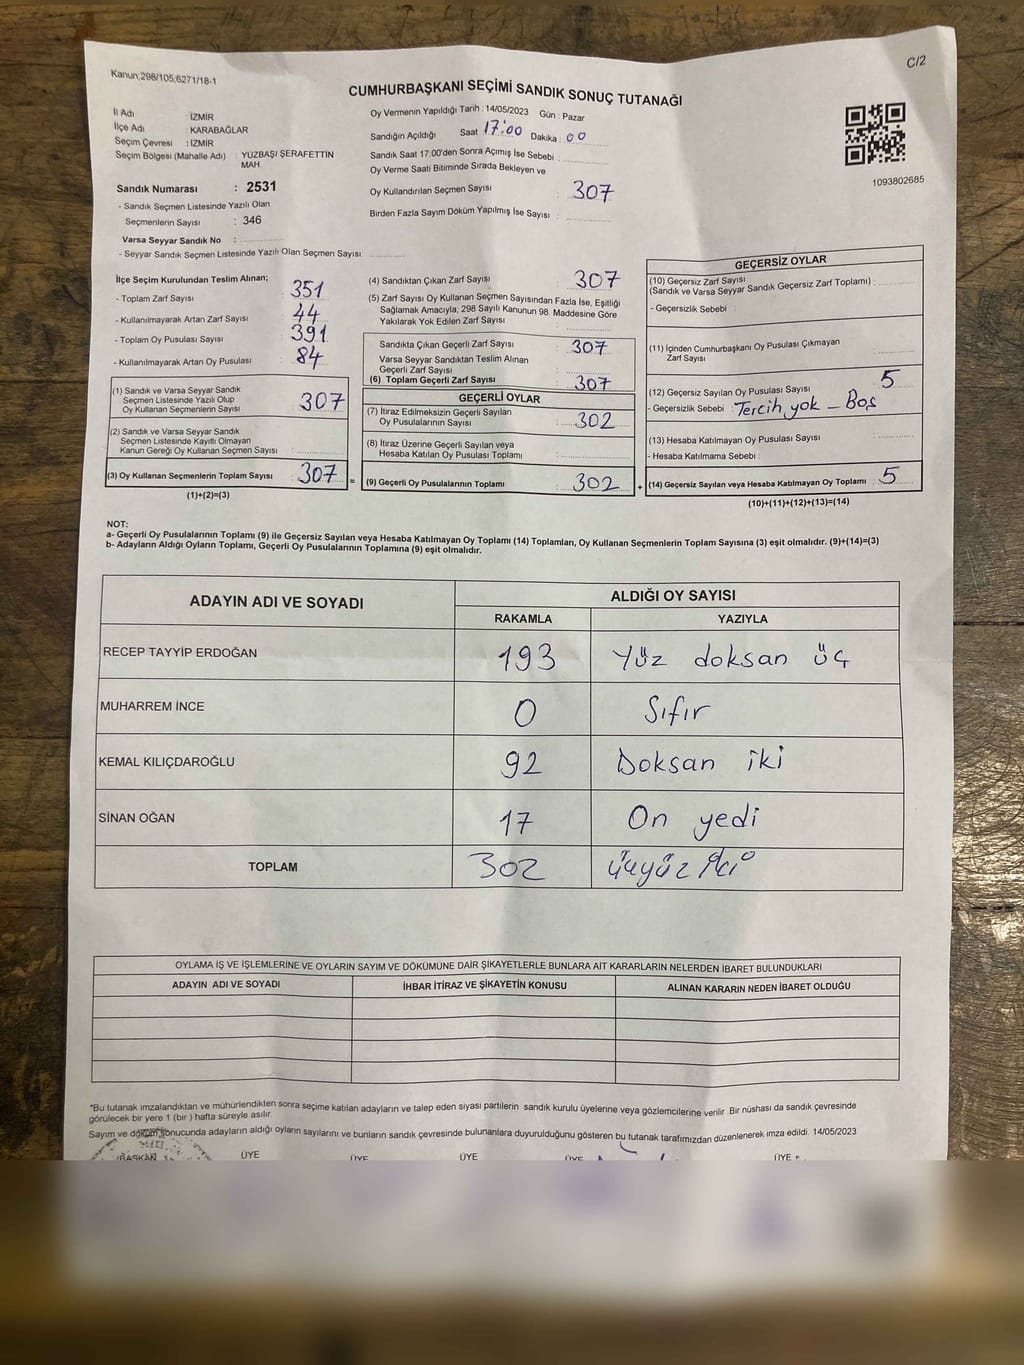 Kanun,298/105,6271/18-1
C/2
CUMHURBAŞKANI SEÇİMİ SANDIK SONUÇ TUTANAĞI
İl Adı : İZMİR
İlçe Adı : KARABAĞLAR
Seçim Çevresi : İZMİR
Seçim Bölgesi (Mahalle Adı) : YÜZBAŞI ŞERAFETTİN MAH.
Sandık Numarası : 2531
- Sandık Seçmen Listesinde Yazılı Olan
Seçmenlerin Sayısı : 346
Varsa Seyyar Sandık No :
- Seyyar Sandık Seçmen Listesinde Yazılı Olan Seçmen Sayısı:
Oy Vermenin Yapıldığı Tarih : 14/05/2023 Gün : Pazar
Sandığın Açıldığı Saat 17:00 Dakika : 00
Sandık Saat 17:00'den Sonra Açımış İse Sebebi :
Oy Verme Saati Bitiminde Sırada Bekleyen ve
Oy Kullandırılan Seçmen Sayısı : 307
Birden Fazla Sayım Döküm Yapılmış İse Sayısı :
1093802685
İlçe Seçim Kurulundan Teslim Alınan;
- Toplam Zarf Sayısı : 351
- Kullanılmayarak Artan Zarf Sayısı : 44
- Toplam Oy Pusulası Sayısı : 391
- Kullanılmayarak Artan Oy Pusulası : 84
(1) Sandık ve Varsa Seyyar Sandık
Seçmen Listesinde Yazılı Olup
Oy Kullanan Seçmenlerin Sayısı : 307
(2) Sandık ve Varsa Seyyar Sandık
Seçmen Listesinde Kayıtlı Olmayan
Kanun Gereği Oy Kullanan Seçmen Sayısı :
(3) Oy Kullanan Seçmenlerin Toplam Sayısı : 307
(1)+(2)=(3)
=
(4) Sandıktan Çıkan Zarf Sayısı : 307
(5) Zarf Sayısı Oy Kullanan Seçmen Sayısından Fazla İse, Eşitliği
Sağlamak Amacıyla; 298 Sayılı Kanunun 98. Maddesine Göre
Yakılarak Yok Edilen Zarf Sayısı :
Sandıkta Çıkan Geçerli Zarf Sayısı : 307
Varsa Seyyar Sandıktan Teslim Alınan
Geçerli Zarf Sayısı :
(6) Toplam Geçerli Zarf Sayısı : 307
GEÇERLİ OYLAR
(7) İtiraz Edilmeksizin Geçerli Sayılan
Oy Pusulalarının Sayısı : 302
(8) İtiraz Üzerine Geçerli Sayılan veya
Hesaba Katılan Oy Pusulası Toplamı :
(9) Geçerli Oy Pusulalarının Toplamı : 302
+
GEÇERSİZ OYLAR
(10) Geçersiz Zarf Sayısı
(Sandık ve Varsa Seyyar Sandık Geçersiz Zarf Toplamı) :
- Geçersizlik Sebebi :
(11) İçinden Cumhurbaşkanı Oy Pusulası Çıkmayan
Zarf Sayısı :
(12) Geçersiz Sayılan Oy Pusulası Sayısı : 5
- Geçersizlik Sebebi : Tercih yok - Boş
(13) Hesaba Katılmayan Oy Pusulası Sayısı :
- Hesaba Katılmama Sebebi :
(14) Geçersiz Sayılan veya Hesaba Katılmayan Oy Toplamı : 5
(10)+(11)+(12)+(13)=(14)
NOT:
a- Geçerli Oy Pusulalarının Toplamı (9) ile Geçersiz Sayılan veya Hesaba Katılmayan Oy Toplamı (14) Toplamları, Oy Kullanan Seçmenlerin Toplam Sayısına (3) eşit olmalıdır. (9)+(14)=(3)
b- Adayların Aldığı Oyların Toplamı, Geçerli Oy Pusulalarının Toplamına (9) eşit olmalıdır.
ADAYIN ADI VE SOYADI
ALDIĞI OY SAYISI
RAKAMLA YAZIYLA
RECEP TAYYİP ERDOĞAN 193 Yüz doksan üç
MUHARREM İNCE 0 Sıfır
KEMAL KILIÇDAROĞLU 92 Doksan iki
SİNAN OĞAN 17 On yedi
TOPLAM 302 üçyüz iki
OYLAMA İŞ VE İŞLEMLERİNE VE OYLARIN SAYIM VE DÖKÜMÜNE DAİR ŞİKAYETLERLE BUNLARA AİT KARARLARIN NELERDEN İBARET BULUNDUKLARI
ADAYIN ADI VE SOYADI İHBAR İTİRAZ VE ŞİKAYETİN KONUSU ALINAN KARARIN NEDEN İBARET OLDUĞU
*Bu tutanak imzalandıktan ve mühürlendikten sonra seçime katılan adayların ve talep eden siyasi partilerin sandık kurulu üyelerine veya gözlemcilerine verilir. Bir nüshası da sandık çevresinde
görülecek bir yere 1 (bir) hafta süreyle asılır.
Sayım ve döküm sonucunda adayların aldığı oyların sayılarını ve bunların sandık çevresinde bulunanlara duyurulduğunu gösteren bu tutanak tarafımızdan düzenlenerek imza edildi. 14/05/2023
BAŞKAN ÜYE ÜYE ÜYE ÜYE ÜYE